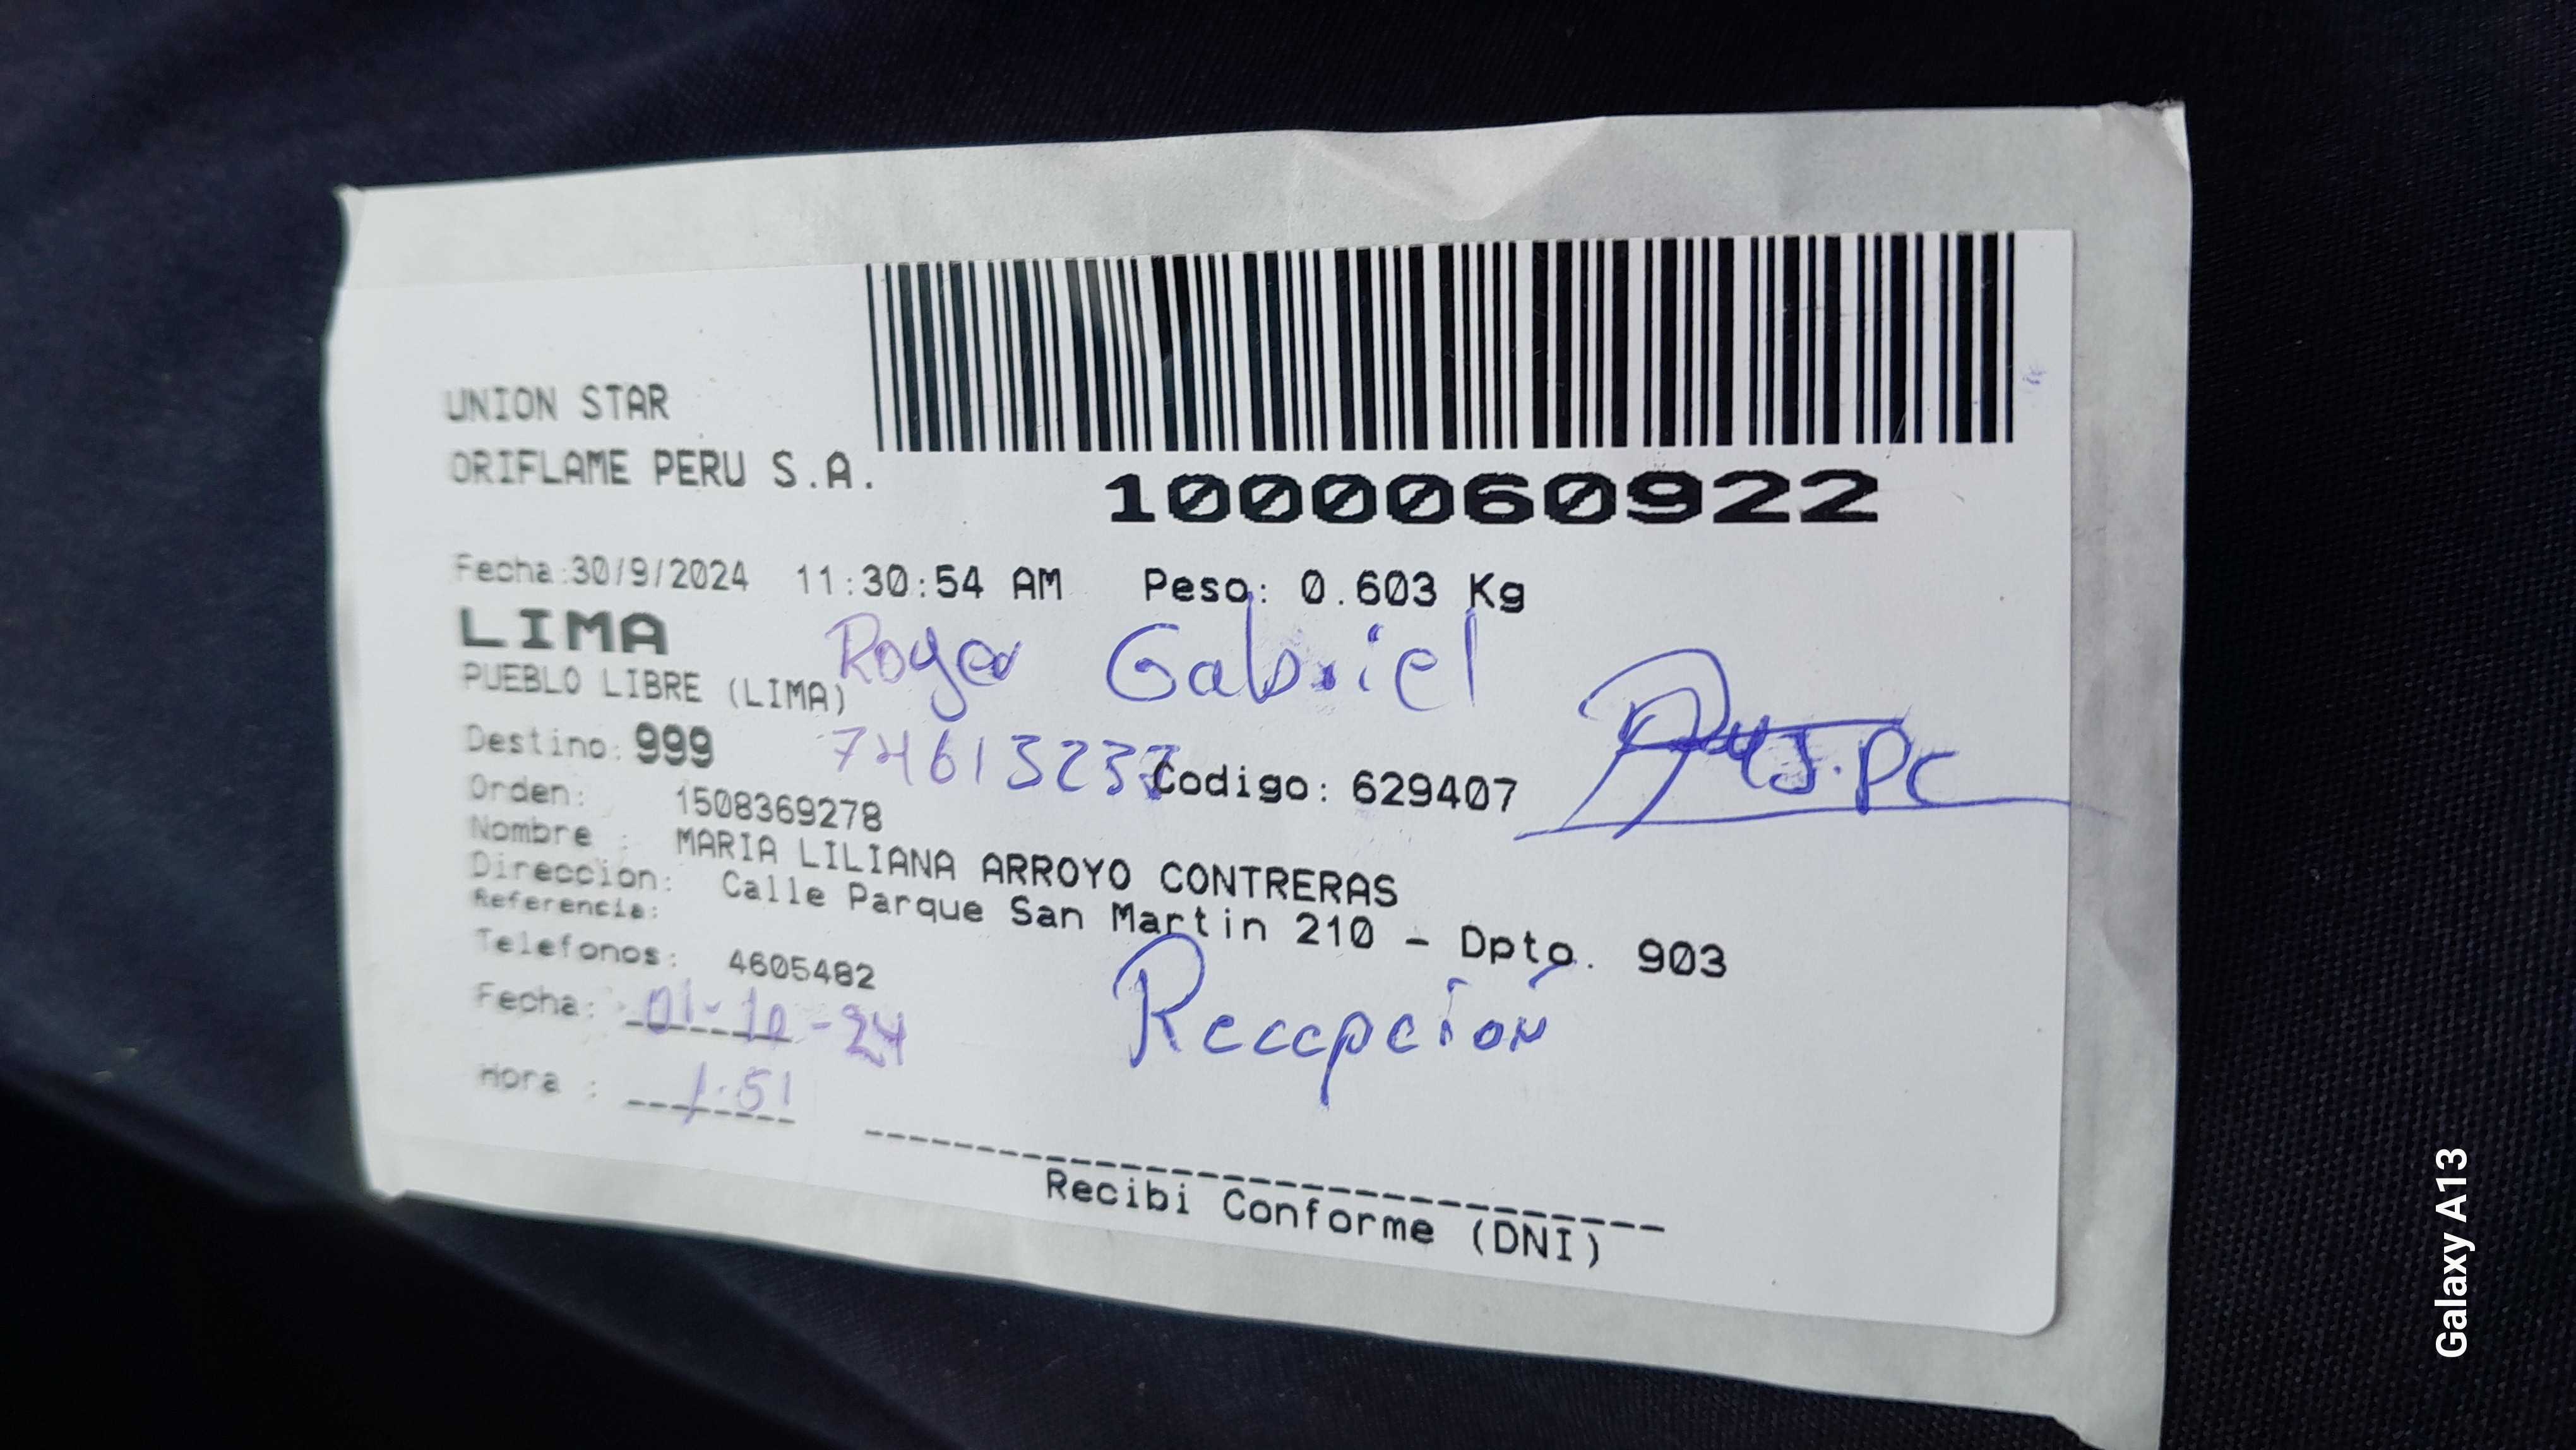 UNION STAR
ORIFLAME PERU S.A.
1000060922
Fecha:30/9/2024 11:30:54 AM Peso: 0.603 Kg
LIMA
Gabriel
PUEBLO LIBRE (LIMA)
Destino: 999
Codigo: 629407
Orden: 1508369278
Nombre : MARIA LILIANA ARROYO CONTRERAS
Direccion: Calle Parque San Martin 210 - Dpto. 903
Referencia:
Telefonos: 4605482
Fecha: 01-10-24
Recepción
Hora : 1:51
Recibi Conforme (DNI)
Galaxy A13